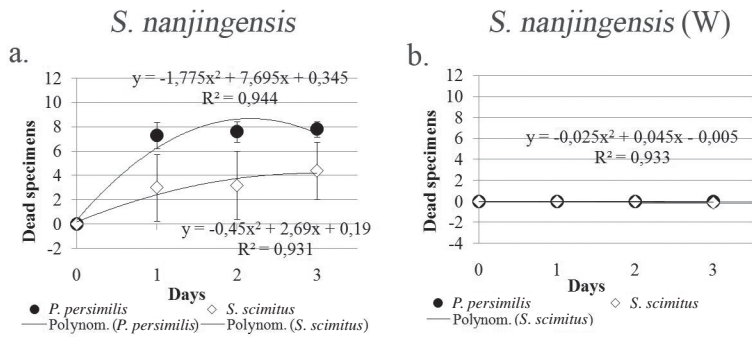 S. nanjingensis
a.
y = -1,775x² + 7,695x + 0,345
R² = 0,944
12
10
8
6
4
2
0
-2
Dead specimens
y = -0,45x² + 2,69x + 0,19
R² = 0,931
0 1 2 3
Days
P. persimilis S. scimitus
Polynom. (P. persimilis) Polynom. (S. scimitus)
S. nanjingensis (W)
b.
12
10
8
6
4
2
0
-2
-4
Dead specimens
y = -0,025x² + 0,045x - 0,005
R² = 0,933
0 1 2 3
Days
P. persimilis S. scimitus
Polynom. (S. scimitus)